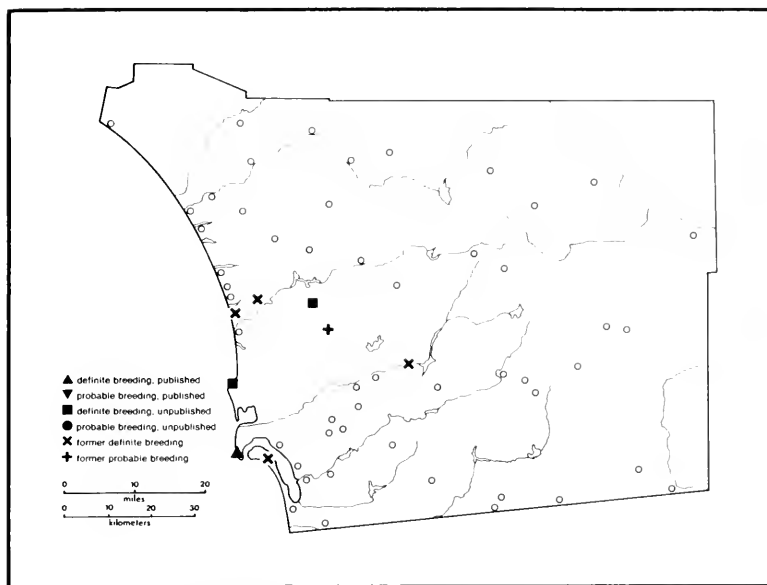 definite breeding, published
probable breeding, published
definite breeding, unpublished
probable breeding, unpublished
former definite breeding
former probable breeding
0 10 20
miles
0 10 20 30
kilometers